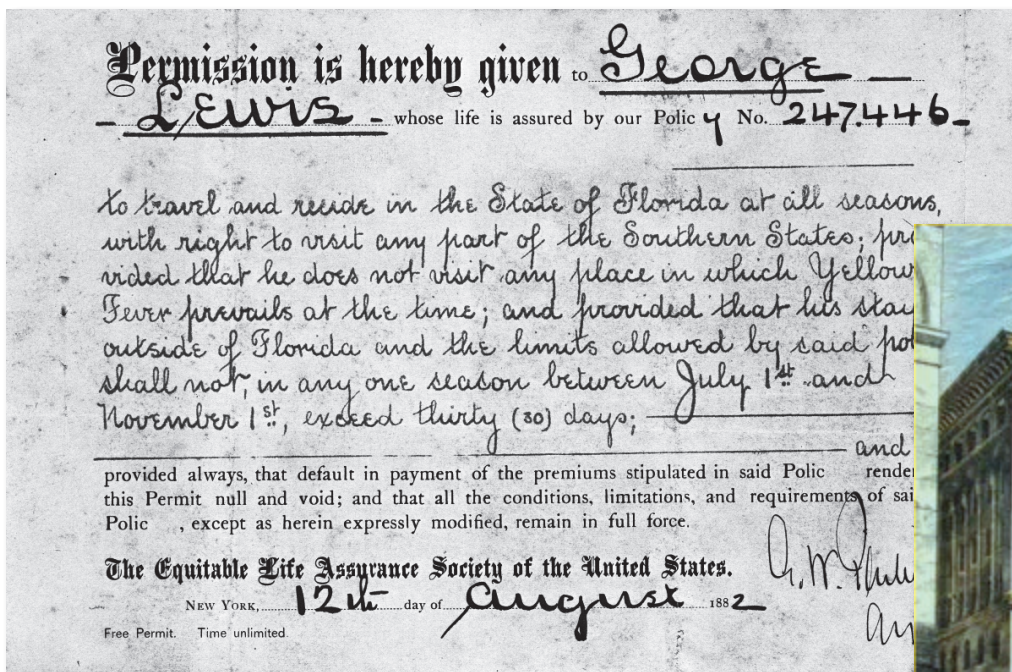 Permission is hereby given to George —
- Lewis - whose life is assured by our Policy No. 247.446-
to travel and reside in the State of Florida at all seasons,
with right to visit any part of the Southern States; pro
vided that he does not visit any place in which Yellow
Fever prevails at the time; and provided that his stay
outside of Florida and the limits allowed by said pol
shall not, in any one season between July 1st and
November 1st, exceed thirty (30) days; —
— and
provided always, that default in payment of the premiums stipulated in said Polic render
this Permit null and void; and that all the conditions, limitations, and requirements of sai
Polic , except as herein expressly modified, remain in full force.
The Equitable Life Assurance Society of the United States.
NEW YORK, 12th day of August 1882
Free Permit. Time unlimited.